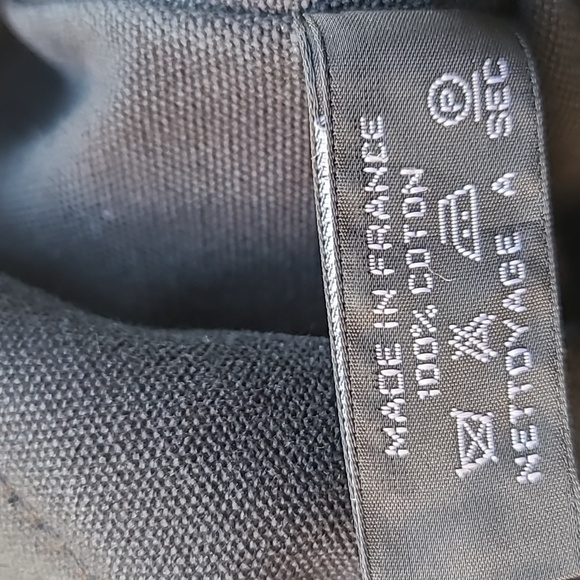 MADE IN FRANCE
100% COTON
P
NETTOYAGE A SEC